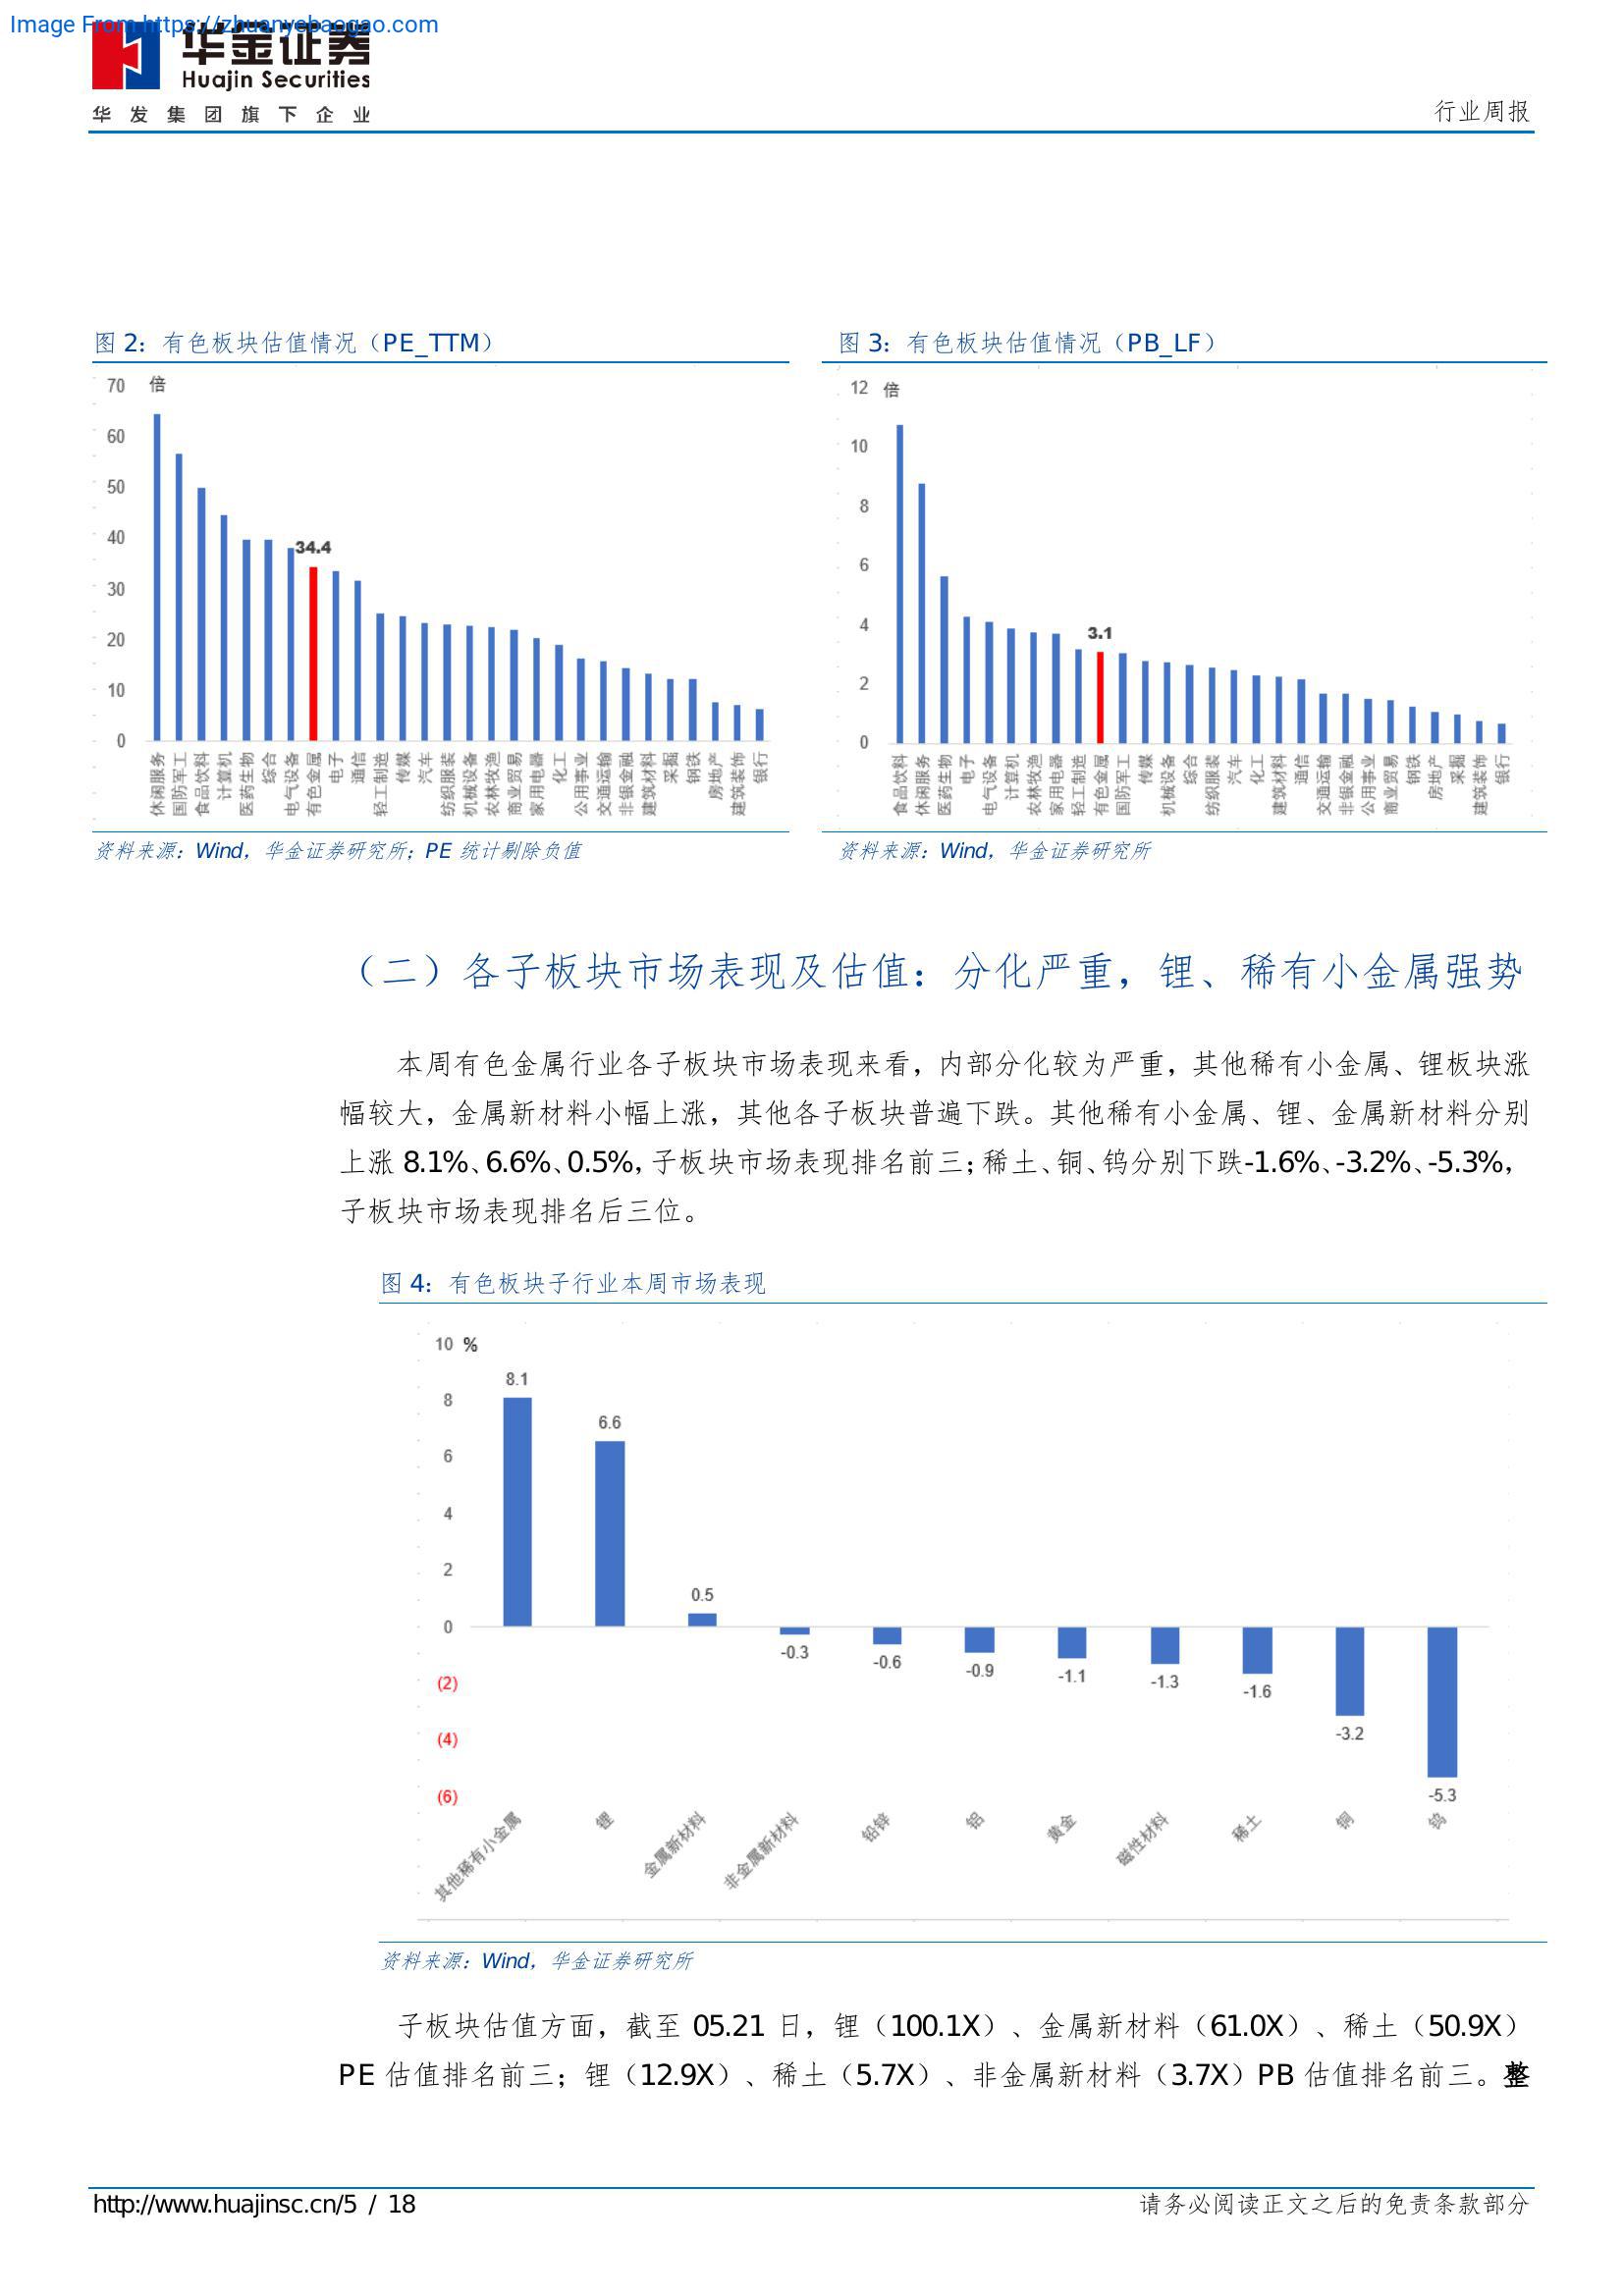 Image From https://zhuanyebaogao.com
华金证券
Huajin Securities
华发集团旗下企业
行业周报
图 2：有色板块估值情况（PE_TTM）
70 倍
60
50
40
30
20
10
0
34.4
休闲服务 国防军工 食品饮料 计算机 医药生物 综合 电气设备 有色金属 电子 通信 轻工制造 传媒 汽车 纺织服装 机械设备 农林牧渔 商业贸易 家用电器 化工 公用事业 交通运输 非银金融 建筑材料 采掘 钢铁 房地产 建筑装饰 银行
资料来源：Wind，华金证券研究所；PE 统计剔除负值
图 3：有色板块估值情况（PB_LF）
12 倍
10
8
6
4
2
0
3.1
食品饮料 休闲服务 医药生物 电子 电气设备 计算机 农林牧渔 家用电器 轻工制造 有色金属 国防军工 传媒 机械设备 综合 纺织服装 汽车 化工 建筑材料 通信 交通运输 非银金融 公用事业 商业贸易 钢铁 房地产 采掘 建筑装饰 银行
资料来源：Wind，华金证券研究所
（二）各子板块市场表现及估值：分化严重，锂、稀有小金属强势
本周有色金属行业各子板块市场表现来看，内部分化较为严重，其他稀有小金属、锂板块涨
幅较大，金属新材料小幅上涨，其他各子板块普遍下跌。其他稀有小金属、锂、金属新材料分别
上涨 8.1%、6.6%、0.5%，子板块市场表现排名前三；稀土、铜、钨分别下跌-1.6%、-3.2%、-5.3%，
子板块市场表现排名后三位。
图 4：有色板块子行业本周市场表现
10 %
8
6
4
2
0
(2)
(4)
(6)
8.1 6.6 0.5 -0.3 -0.6 -0.9 -1.1 -1.3 -1.6 -3.2 -5.3
其他稀有小金属 锂 金属新材料 非金属新材料 铅锌 铝 黄金 磁性材料 稀土 铜 钨
资料来源：Wind，华金证券研究所
子板块估值方面，截至 05.21 日，锂（100.1X）、金属新材料（61.0X）、稀土（50.9X）
PE 估值排名前三；锂（12.9X）、稀土（5.7X）、非金属新材料（3.7X）PB 估值排名前三。整
http://www.huajinsc.cn/5 / 18
请务必阅读正文之后的免责条款部分